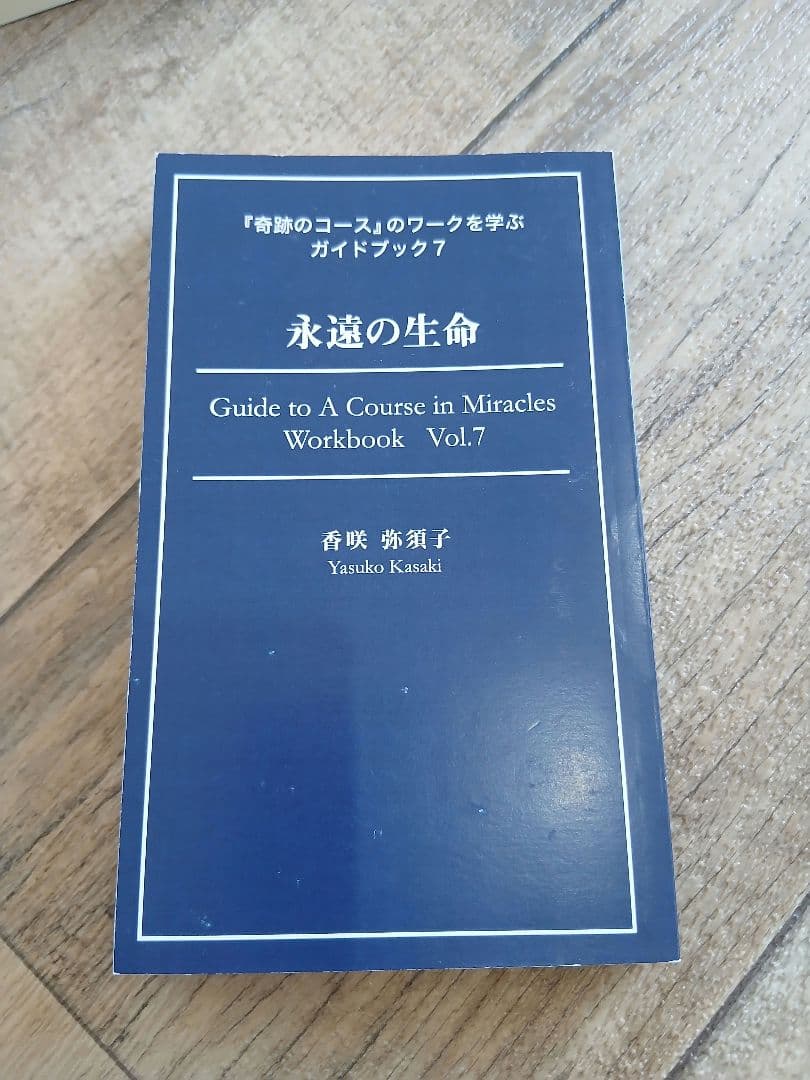 『奇跡のコース』のワークを学ぶ
ガイドブック7
永遠の生命
Guide to A Course in Miracles
Workbook Vol.7
香咲 弥須子
Yasuko Kasaki